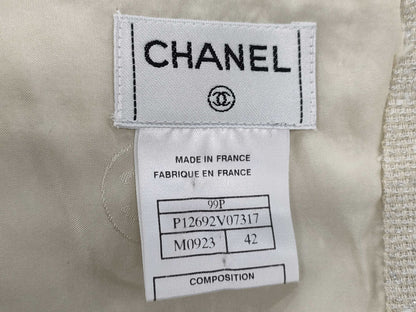 CHANEL
MADE IN FRANCE
FABRIQUE EN FRANCE
99P
P12692V07317
M0923 42
COMPOSITION